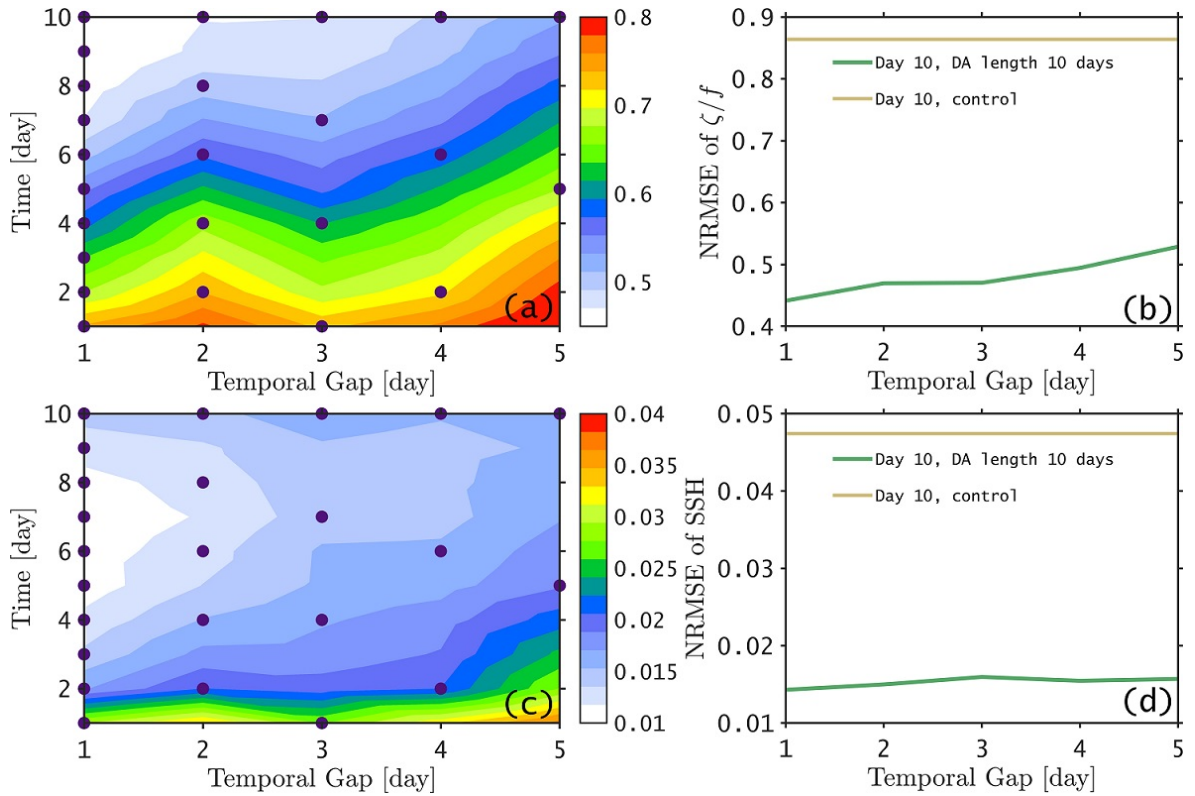 10
8
6
4
2
Time [day]
1 2 3 4 5
Temporal Gap [day]
(a)
0.8
0.7
0.6
0.5
0.9
0.8
0.7
0.6
0.5
0.4
NRMSE of ζ/f
Day 10, DA length 10 days
Day 10, control
1 2 3 4 5
Temporal Gap [day]
(b)
10
8
6
4
2
Time [day]
1 2 3 4 5
Temporal Gap [day]
(c)
0.04
0.035
0.03
0.025
0.02
0.015
0.01
0.05
0.04
0.03
0.02
0.01
NRMSE of SSH
Day 10, DA length 10 days
Day 10, control
1 2 3 4 5
Temporal Gap [day]
(d)